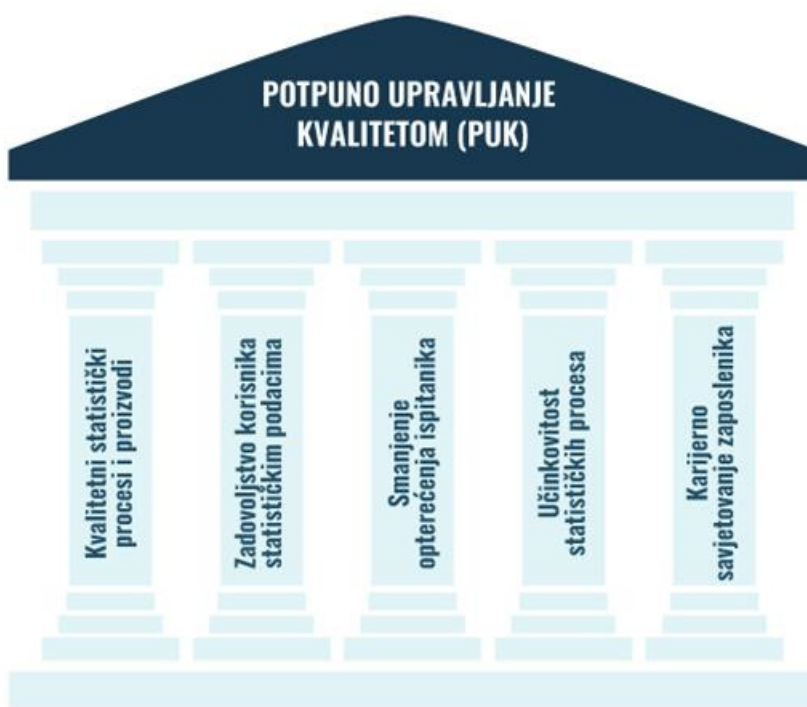 POTPUNO UPRAVLJANJE
KVALITETOM (PUK)
Kvalitetni statistički
procesi i proizvodi
Zadovoljstvo korisnika
statističkim podacima
Smanjenje
opterećenja ispitanika
Učinkovitost
statističkih procesa
Karijerno
savjetovanje zaposlenika